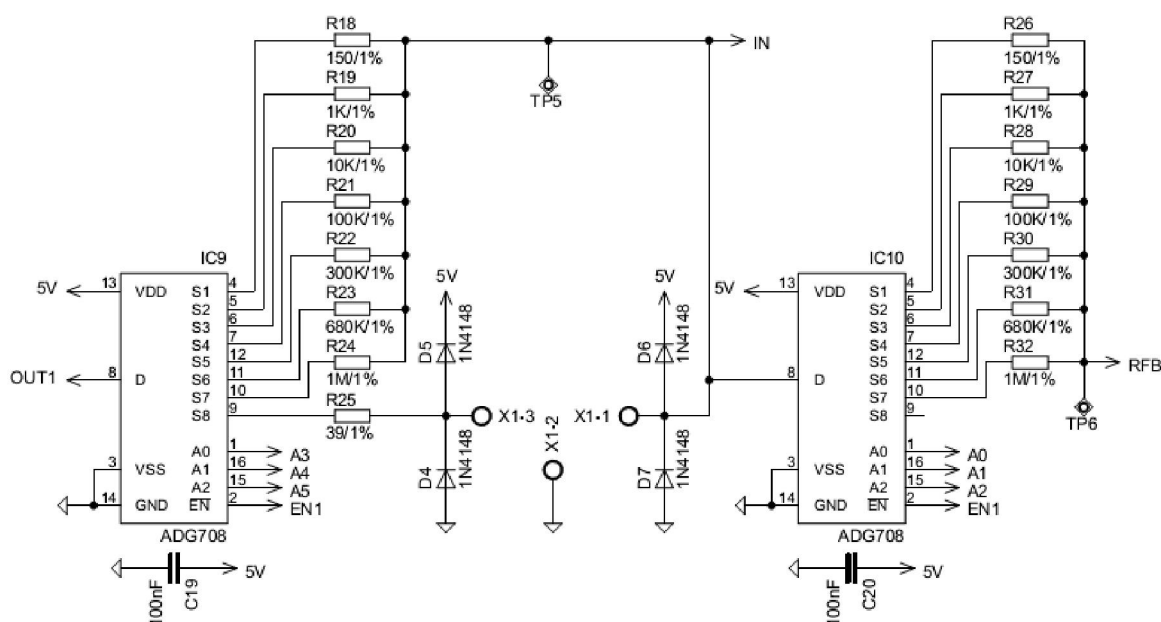 R18
150/1%
R19
1K/1%
R20
10K/1%
R21
100K/1%
R22
300K/1%
R23
680K/1%
R24
1M/1%
R25
39/1%
IC9
5V
13
VDD
S1
4
S2
5
S3
6
S4
7
S5
12
S6
11
S7
10
S8
9
OUT1
8
D
A0
1
A3
A1
16
A4
A2
15
A5
EN
2
EN1
3
VSS
14
GND
ADG708
100nF
C19
5V
IN
TP5
5V
D5
1N4148
D4
1N4148
X1-3
X1-2
X1-1
5V
D6
1N4148
D7
1N4148
R26
150/1%
R27
1K/1%
R28
10K/1%
R29
100K/1%
R30
300K/1%
R31
680K/1%
R32
1M/1%
RFB
TP6
IC10
5V
13
VDD
S1
4
S2
5
S3
6
S4
7
S5
12
S6
11
S7
10
S8
9
8
D
A0
1
A0
A1
16
A1
A2
15
A2
EN
2
EN1
3
VSS
14
GND
ADG708
100nF
C20
5V